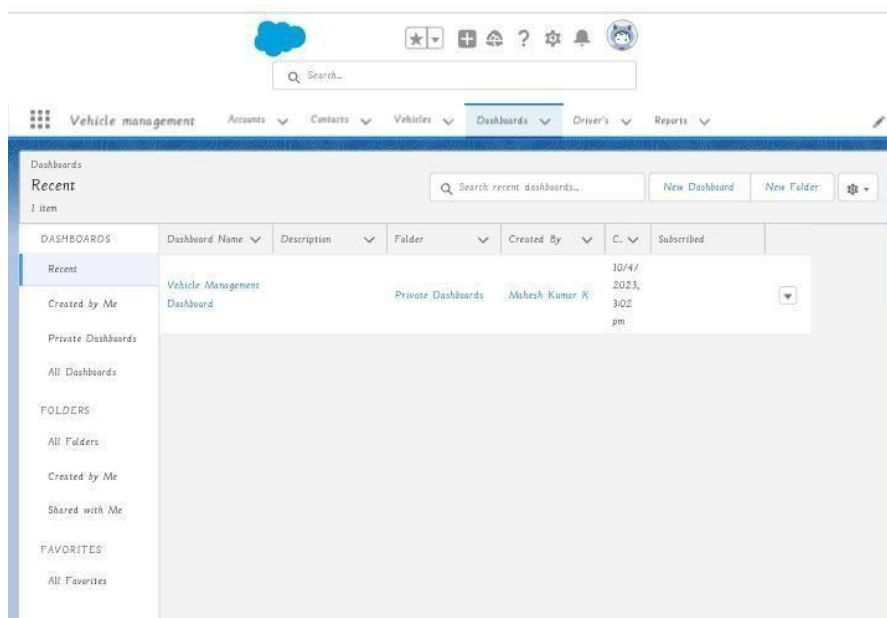 Search...
Vehicle management Accounts Contacts Vehicles Dashboards Driver's Reports
Dashboards
Recent
1 item
Search recent dashboards...
New Dashboard New Folder
DASHBOARDS Dashboard Name Description Folder Created By C.. Subscribed
Recent
Vehicle Management
Dashboard
Private Dashboards
Mahesh Kumar K
10/4/
2023,
3:02
pm
Created by Me
Private Dashboards
All Dashboards
FOLDERS
All Folders
Created by Me
Shared with Me
FAVORITES
All Favorites